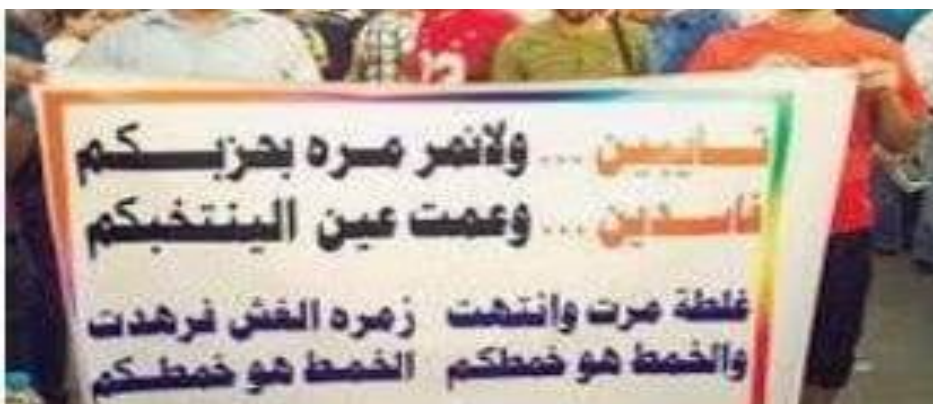 تايبين ... ولانمر مره بحزبكم
فاسدين ... وعمت عين الينتخبكم
غلطة مرت وانتهت زمره الغش فرهدت
والخمط هو خمطكم الخمط هو خمطكم